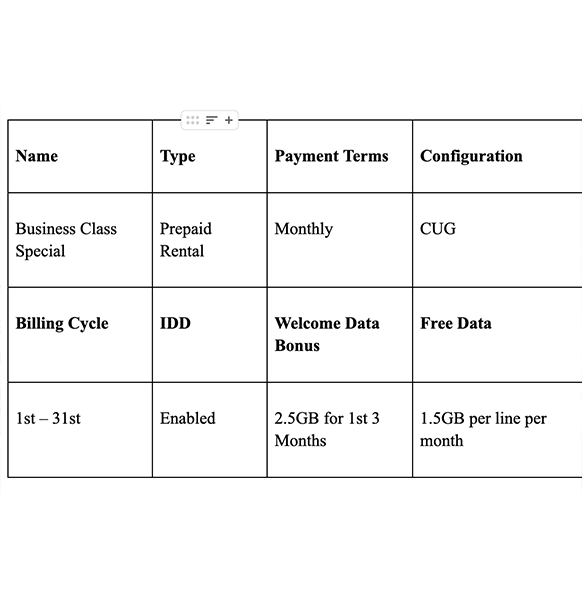 Name Type Payment Terms Configuration
Business Class Prepaid Monthly CUG
Special Rental
Billing Cycle IDD Welcome Data Free Data
Bonus
1st – 31st Enabled 2.5GB for 1st 3 1.5GB per line per
Months month